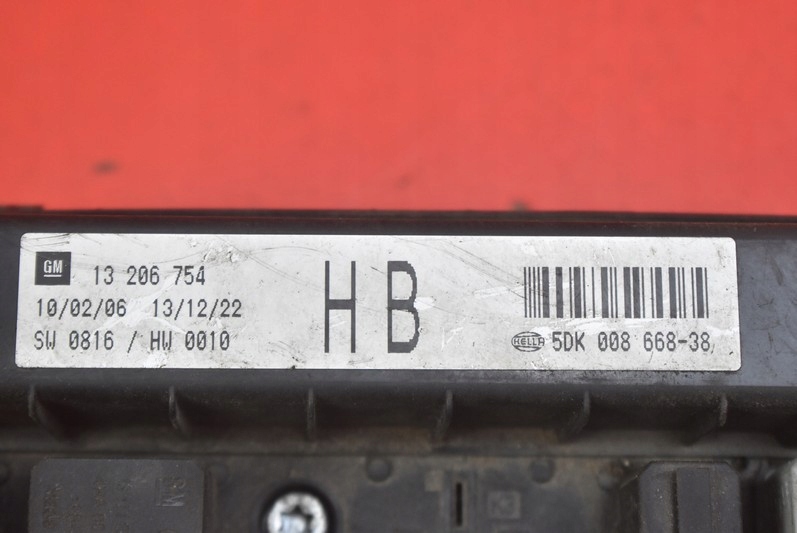 GM 13 206 754
10/02/06 13/12/22
SW 0816 / HW 0010
HB
HELLA 5DK 008 668-38